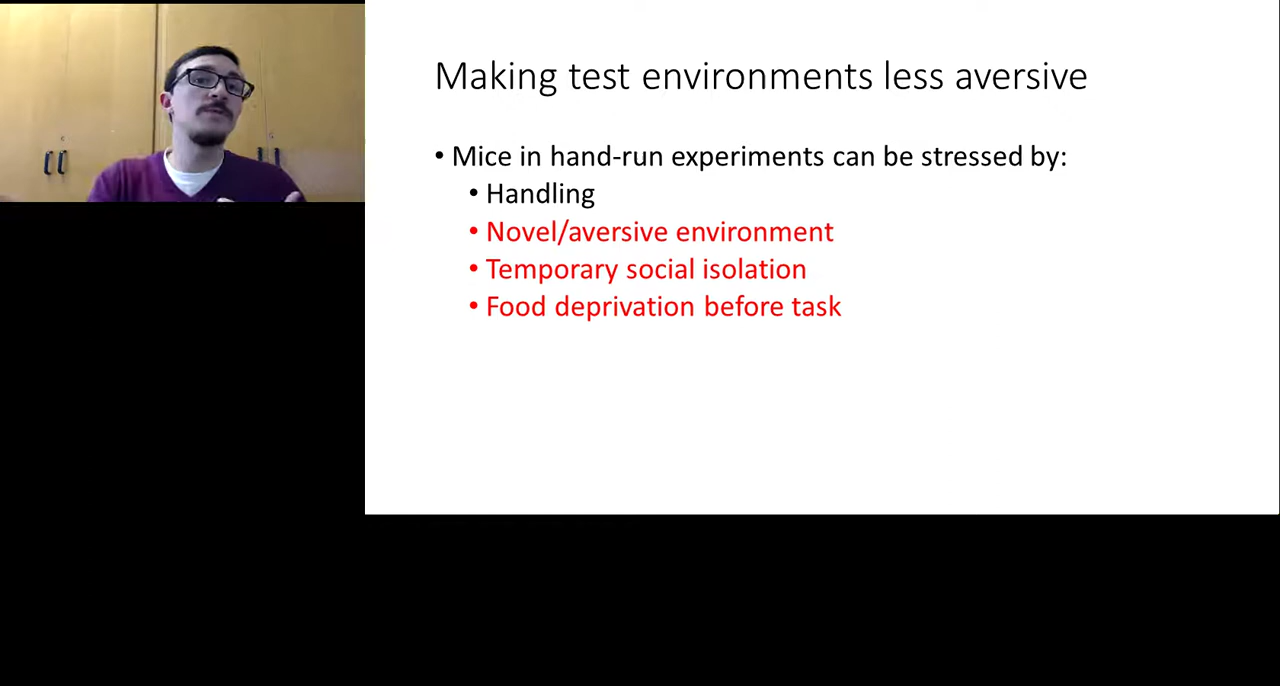 Making test environments less aversive
• Mice in hand-run experiments can be stressed by:
• Handling
• Novel/aversive environment
• Temporary social isolation
• Food deprivation before task